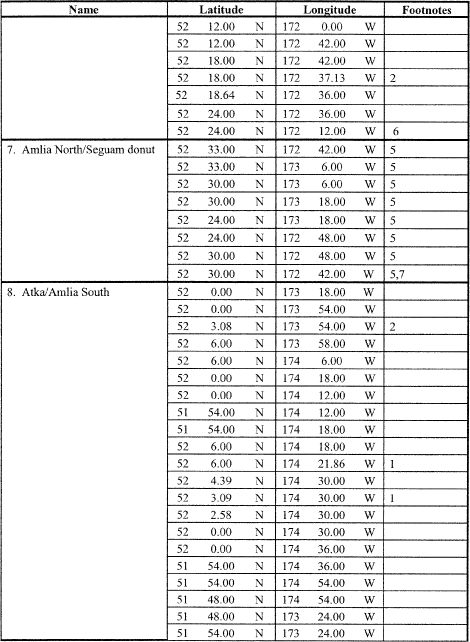 Name Latitude Longitude Footnotes
52 12.00 N 172 0.00 W
52 12.00 N 172 42.00 W
52 18.00 N 172 42.00 W
52 18.00 N 172 37.13 W 2
52 18.64 N 172 36.00 W
52 24.00 N 172 36.00 W
52 24.00 N 172 12.00 W 6
7. Amlia North/Seguam donut 52 33.00 N 172 42.00 W 5
52 33.00 N 173 6.00 W 5
52 30.00 N 173 6.00 W 5
52 30.00 N 173 18.00 W 5
52 24.00 N 173 18.00 W 5
52 24.00 N 172 48.00 W 5
52 30.00 N 172 48.00 W 5
52 30.00 N 172 42.00 W 5,7
8. Atka/Amlia South 52 0.00 N 173 18.00 W
52 0.00 N 173 54.00 W
52 3.08 N 173 54.00 W 2
52 6.00 N 173 58.00 W
52 6.00 N 174 6.00 W
52 0.00 N 174 18.00 W
52 0.00 N 174 12.00 W
51 54.00 N 174 12.00 W
51 54.00 N 174 18.00 W
52 6.00 N 174 18.00 W
52 6.00 N 174 21.86 W 1
52 4.39 N 174 30.00 W
52 3.09 N 174 30.00 W 1
52 2.58 N 174 30.00 W
52 0.00 N 174 30.00 W
52 0.00 N 174 36.00 W
51 54.00 N 174 36.00 W
51 54.00 N 174 54.00 W
51 48.00 N 174 54.00 W
51 48.00 N 173 24.00 W
51 54.00 N 173 24.00 W